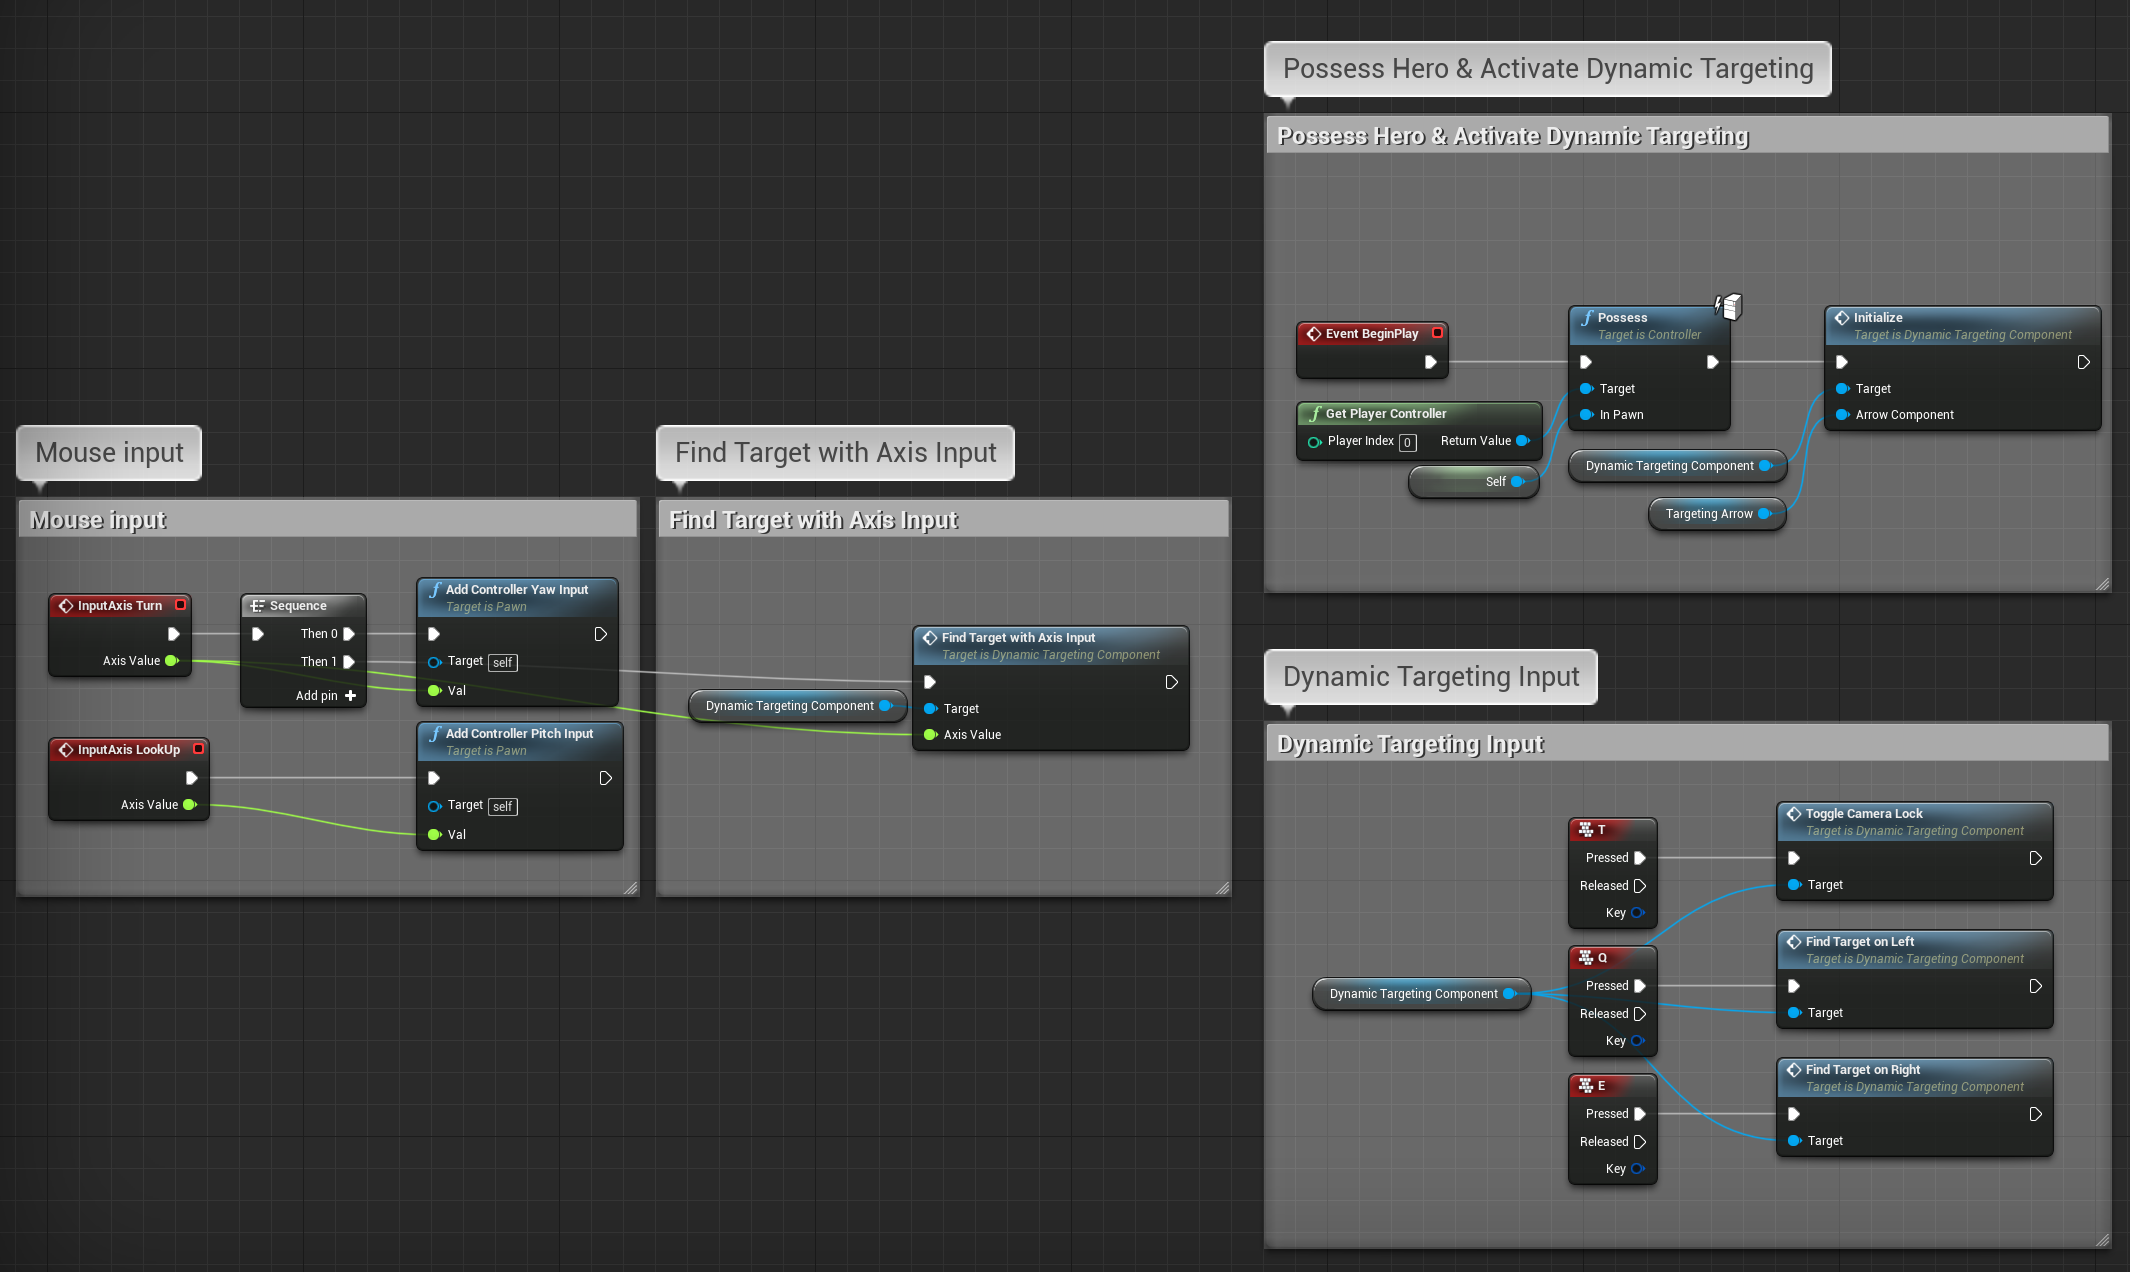 Possess Hero & Activate Dynamic Targeting
Possess Hero & Activate Dynamic Targeting
Event BeginPlay
Possess
Target is Controller
Target
In Pawn
Initialize
Target is Dynamic Targeting Component
Target
Arrow Component
Get Player Controller
Player Index 0 Return Value
Self
Dynamic Targeting Component
Targeting Arrow
Mouse input
Mouse input
InputAxis Turn
Axis Value
Sequence
Then 0
Then 1
Add pin
Add Controller Yaw Input
Target is Pawn
Target self
Val
InputAxis LookUp
Axis Value
Add Controller Pitch Input
Target is Pawn
Target self
Val
Find Target with Axis Input
Find Target with Axis Input
Dynamic Targeting Component
Find Target with Axis Input
Target is Dynamic Targeting Component
Target
Axis Value
Dynamic Targeting Input
Dynamic Targeting Input
Dynamic Targeting Component
T
Pressed
Released
Key
Toggle Camera Lock
Target is Dynamic Targeting Component
Target
Q
Pressed
Released
Key
Find Target on Left
Target is Dynamic Targeting Component
Target
E
Pressed
Released
Key
Find Target on Right
Target is Dynamic Targeting Component
Target